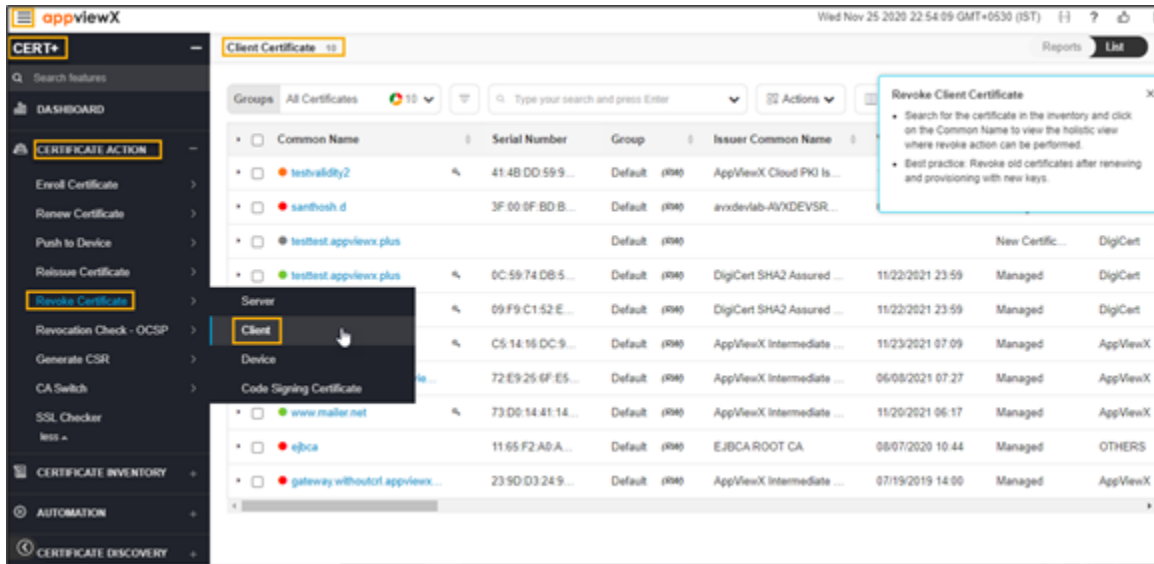 appviewX
Wed Nov 25 2020 22:54:09 GMT+0530 (IST) ?
CERT+
Client Certificate 10
Reports List
Search features
DASHBOARD
CERTIFICATE ACTION
Enroll Certificate
Renew Certificate
Push to Device
Reissue Certificate
Revoke Certificate
Revocation Check - OCSP
Generate CSR
CA Switch
SSL Checker
less
CERTIFICATE INVENTORY
AUTOMATION
CERTIFICATE DISCOVERY
Server
Client
Device
Code Signing Certificate
Groups All Certificates 10 Type your search and press Enter Actions
Revoke Client Certificate
• Search for the certificate in the inventory and click
on the Common Name to view the holistic view
where revoke action can be performed.
• Best practice: Revoke old certificates after renewing
and provisioning with new keys.
Common Name Serial Number Group Issuer Common Name
testvalidity2 41:4B:DD:59:9... Default (RW) AppViewX Cloud PKI Is...
santhosh.d 3F:00:0F:BD:B... Default (RW) avxdevlab-AVXDEVSR...
testtest.appviewx.plus Default (RW) New Certific... DigiCert
testtest.appviewx.plus 0C:59:74:DB:5... Default (RW) DigiCert SHA2 Assured ... 11/22/2021 23:59 Managed DigiCert
09:F9:C1:52:E... Default (RW) DigiCert SHA2 Assured ... 11/22/2021 23:59 Managed DigiCert
C5:14:16:DC:9... Default (RW) AppViewX Intermediate ... 11/23/2021 07:09 Managed AppViewX
72:E9:25:6F:E5... Default (RW) AppViewX Intermediate ... 06/08/2021 07:27 Managed AppViewX
www.mailer.net 73:D0:14:41:14... Default (RW) AppViewX Intermediate ... 11/20/2021 06:17 Managed AppViewX
ejbca 11:65:F2:A0:A... Default (RW) EJBCA ROOT CA 08/07/2020 10:44 Managed OTHERS
gateway.withoutcrl.appviewx... 23:9D:D3:24:9... Default (RW) AppViewX Intermediate ... 07/19/2019 14:00 Managed AppViewX